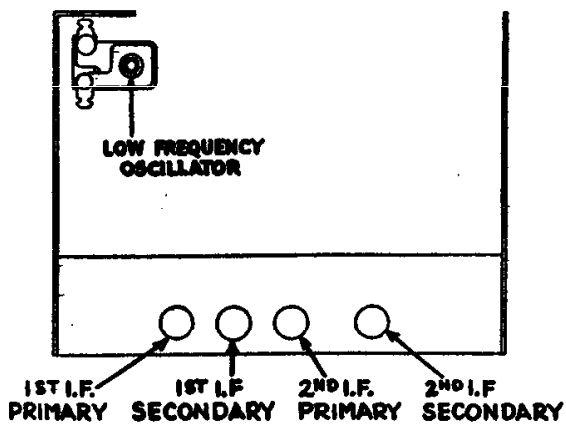 LOW FREQUENCY
OSCILLATOR
1ST I.F.
PRIMARY
1ST I.F
SECONDARY
2ND I.F.
PRIMARY
2ND I.F
SECONDARY